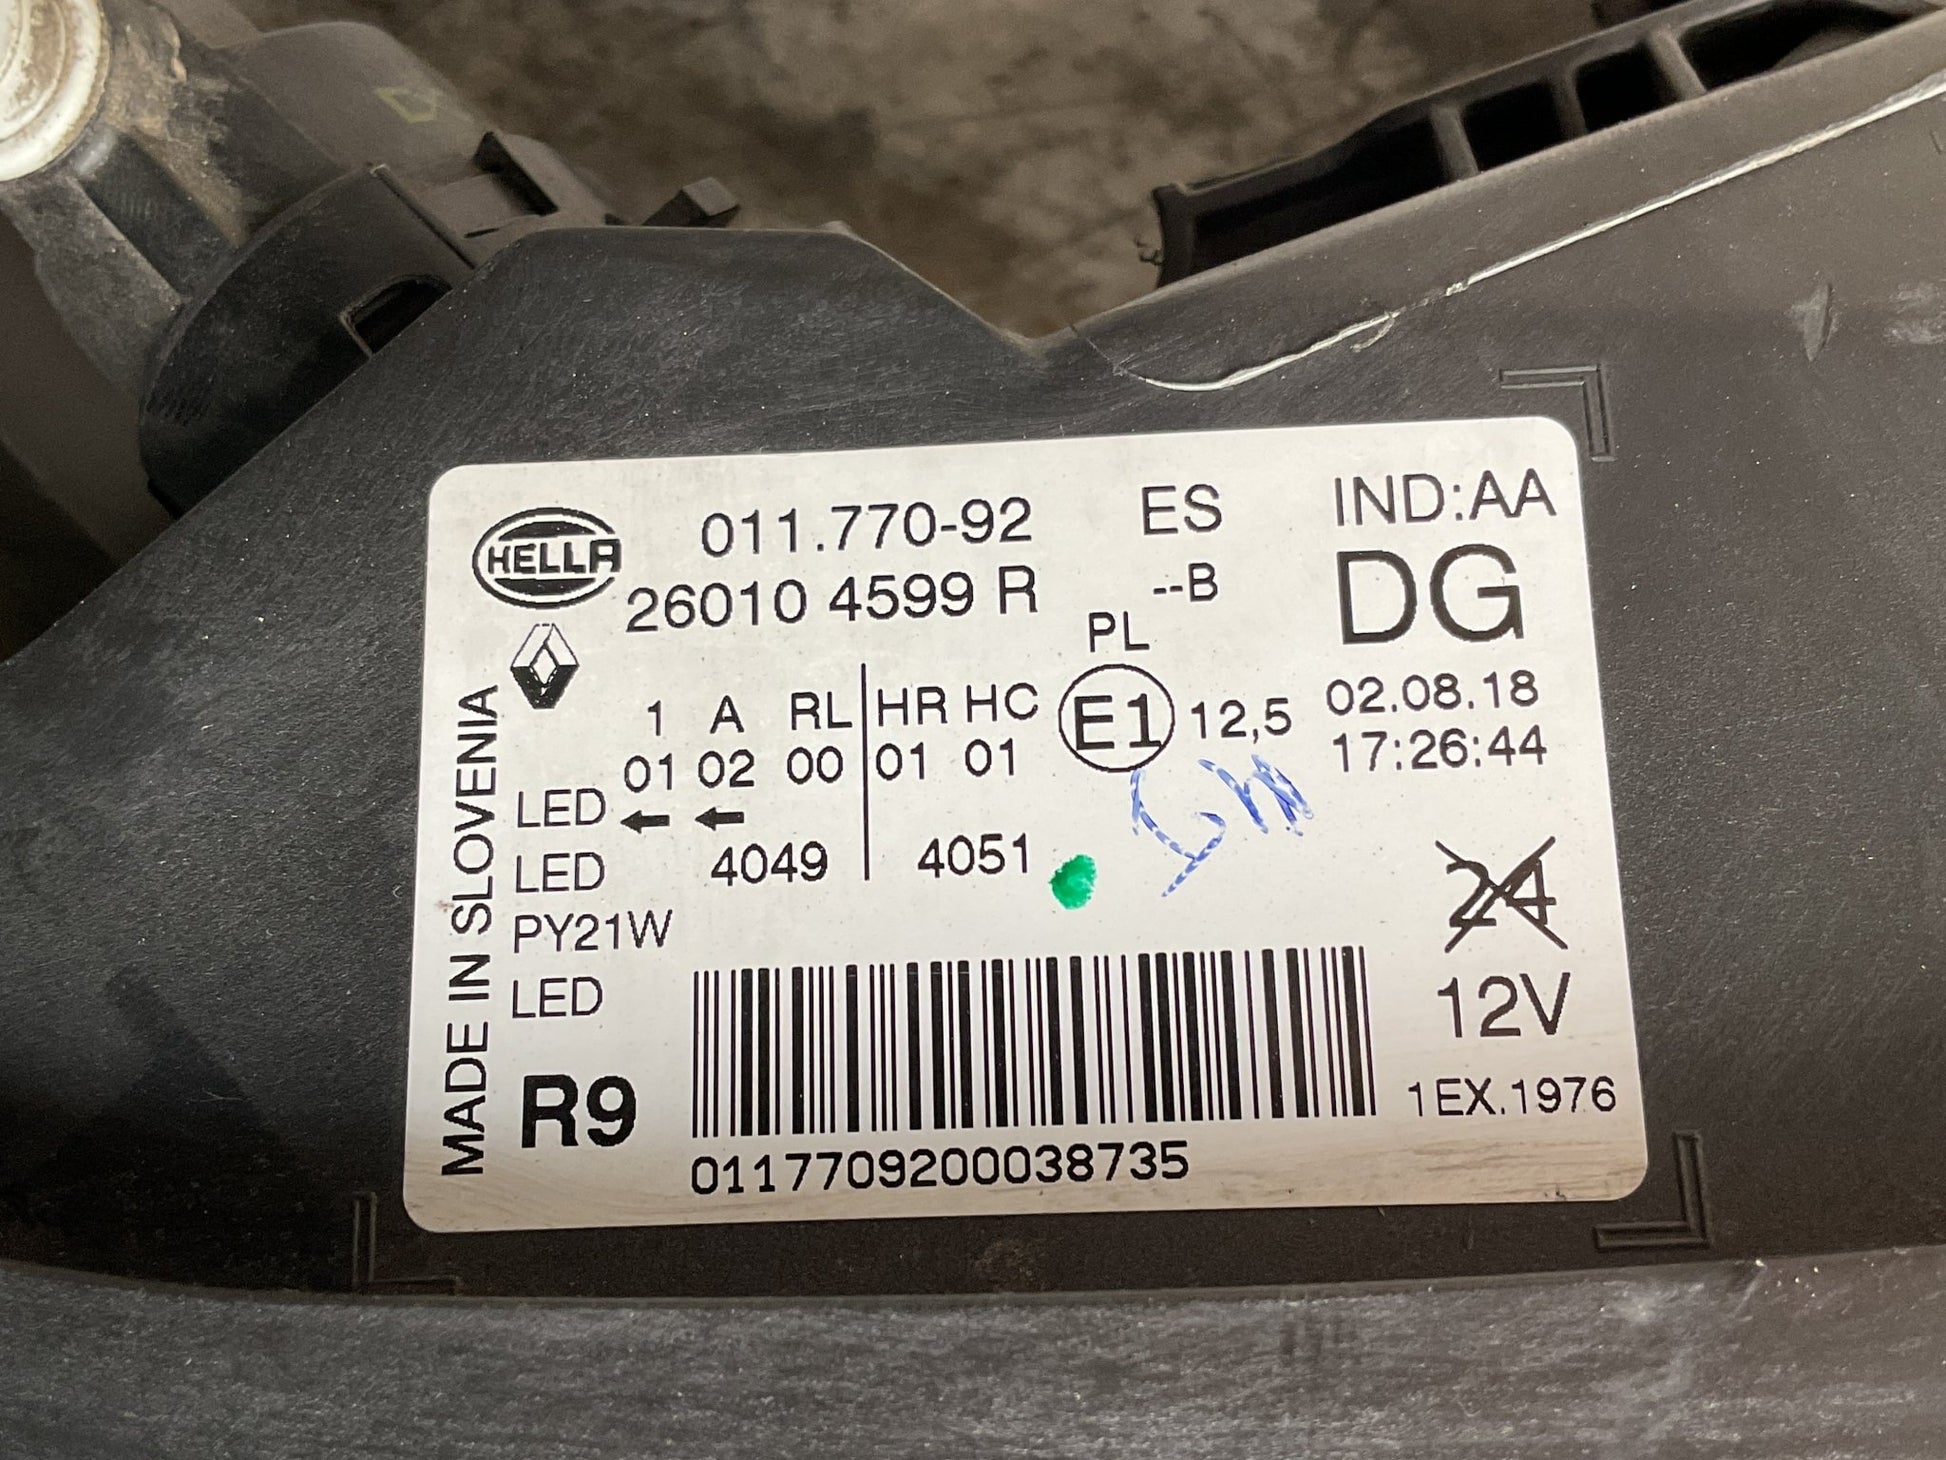 HELLA 011.770-92 ES IND:AA
26010 4599 R --B DG
PL
1 A RL HR HC E1 12,5 02.08.18
01 02 00 01 01 17:26:44
LED ← ←
LED 4049 4051 24
PY21W
LED 12V
R9 1EX.1976
0117709200038735
MADE IN SLOVENIA